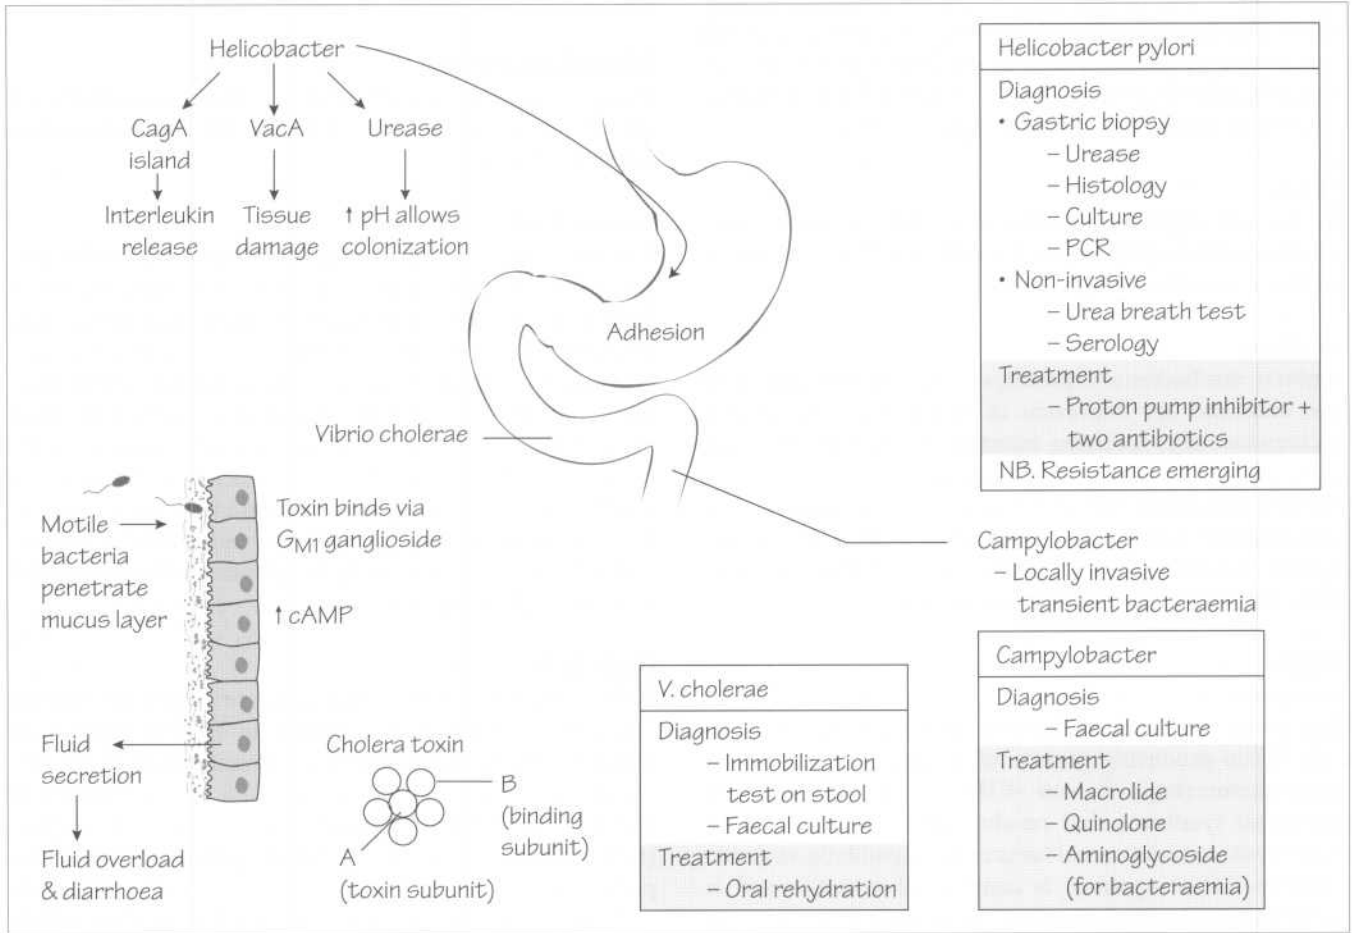 Helicobacter
CagA
island
VacA
Urease
Interleukin
release
Tissue
damage
↑ pH allows
colonization
Adhesion
Vibrio cholerae
Motile
bacteria
penetrate
mucus layer
Toxin binds via
GM1 ganglioside
↑ cAMP
Fluid
secretion
Fluid overload
& diarrhoea
Cholera toxin
B
(binding
subunit)
A
(toxin subunit)
Helicobacter pylori
Diagnosis
• Gastric biopsy
– Urease
– Histology
– Culture
– PCR
• Non-invasive
– Urea breath test
– Serology
Treatment
– Proton pump inhibitor +
two antibiotics
NB. Resistance emerging
Campylobacter
– Locally invasive
transient bacteraemia
V. cholerae
Diagnosis
– Immobilization
test on stool
– Faecal culture
Treatment
– Oral rehydration
Campylobacter
Diagnosis
– Faecal culture
Treatment
– Macrolide
– Quinolone
– Aminoglycoside
(for bacteraemia)